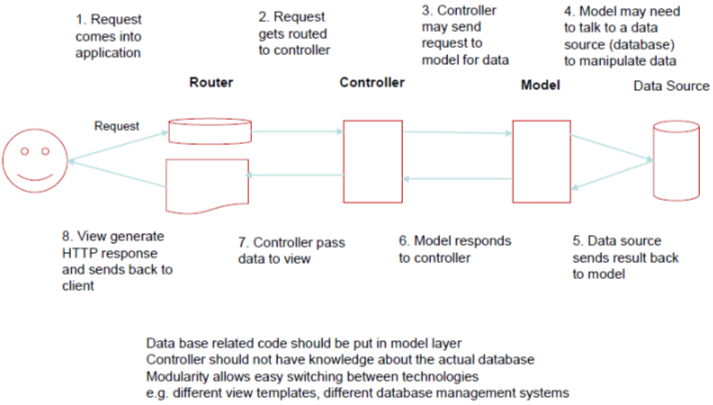 1. Request
comes into
application
2. Request
gets routed
to controller
3. Controller
may send
request to
model for data
4. Model may need
to talk to a data
source (database)
to manipulate data
Router
Controller
Model
Data Source
Request
8. View generate
HTTP response
and sends back to
client
7. Controller pass
data to view
6. Model responds
to controller
5. Data source
sends result back
to model
Data base related code should be put in model layer
Controller should not have knowledge about the actual database
Modularity allows easy switching between technologies
e.g. different view templates, different database management systems